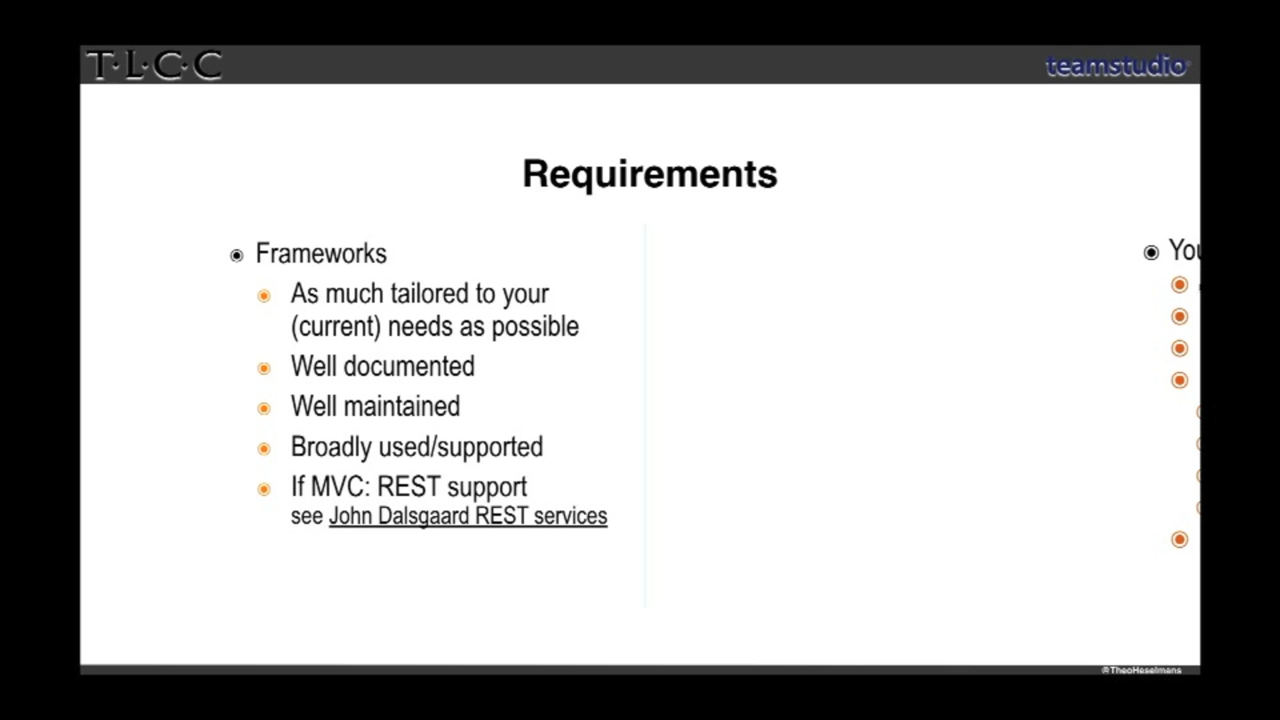 T·L·C·C
teamstudio
Requirements
Frameworks
As much tailored to your
(current) needs as possible
Well documented
Well maintained
Broadly used/supported
If MVC: REST support
see John Dalsgaard REST services
@TheoHeselmans